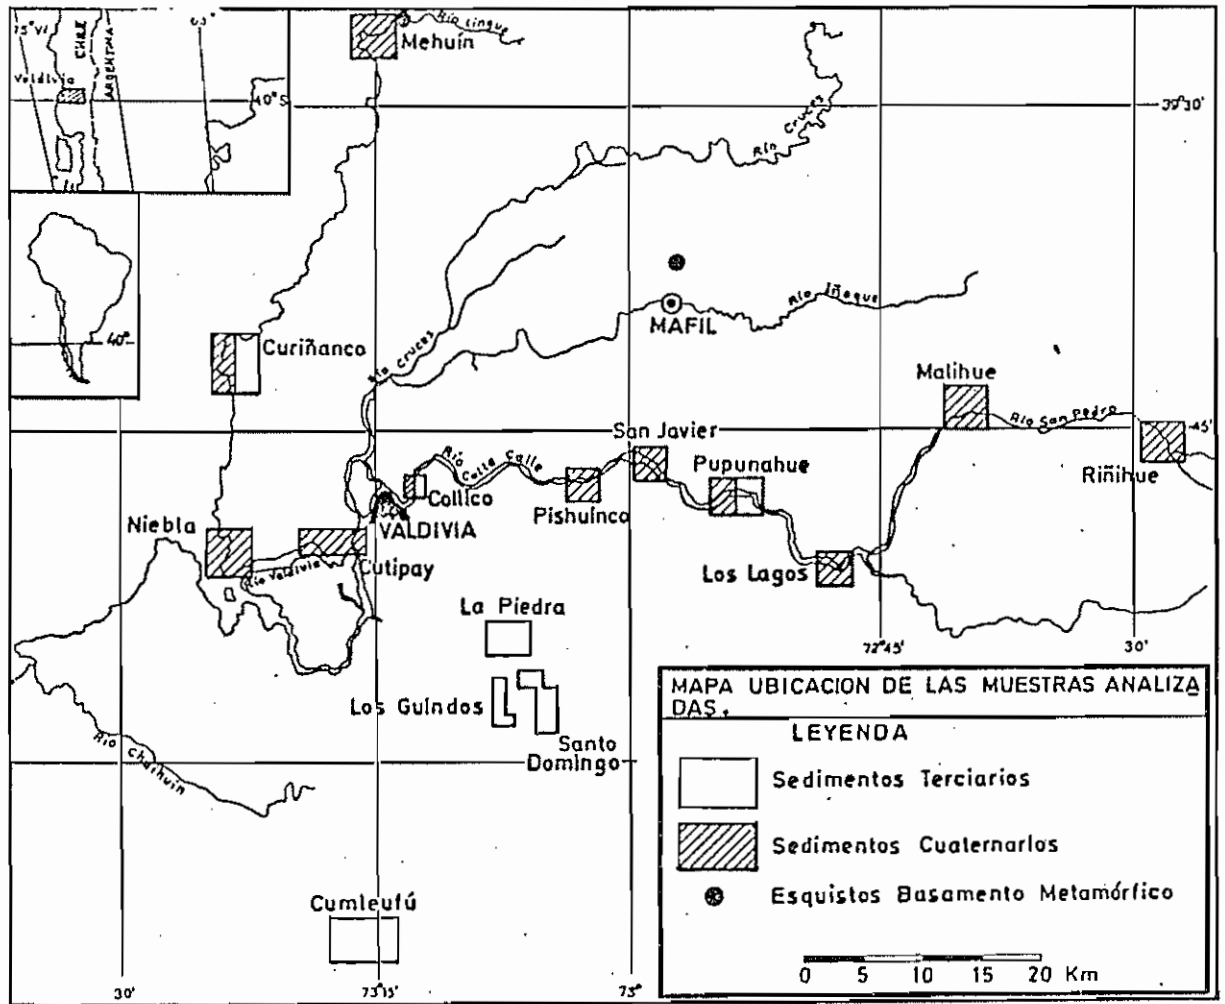 75° W
CHILE
ARGENTINA
63°
Valdivia
40° S
40°
Río Lingue
Mehuín
39° 30'
Río Cruces
Río Iñaque
MAFIL
Curiñanco
Río Cruces
Malihue
Río San Pedro
45'
San Javier
Río Calle Calle
Pupunahue
Riñihue
Collico
Pishuinco
VALDIVIA
Niebla
Río Valdivia
Cutipay
Los Lagos
La Piedra
72° 45'
30'
Los Guindos
Santo
Domingo
Río Chaihuin
Cumleufú
30'
73° 15'
73°
MAPA UBICACION DE LAS MUESTRAS ANALIZA
DAS.
LEYENDA
Sedimentos Terciarios
Sedimentos Cuaternarios
Esquistos Basamento Metamórfico
0 5 10 15 20 Km